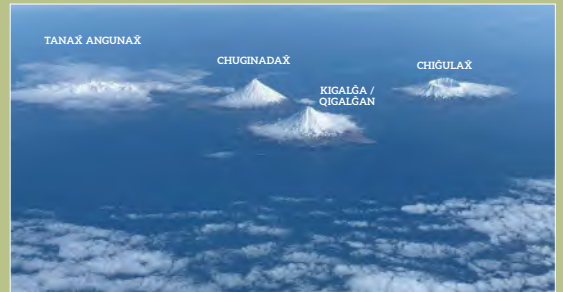 TANAX̂ ANGUNAX̂
CHUGINADAX̂
KIGALĜA /
QIGALĜAN
CHIĜULAX̂